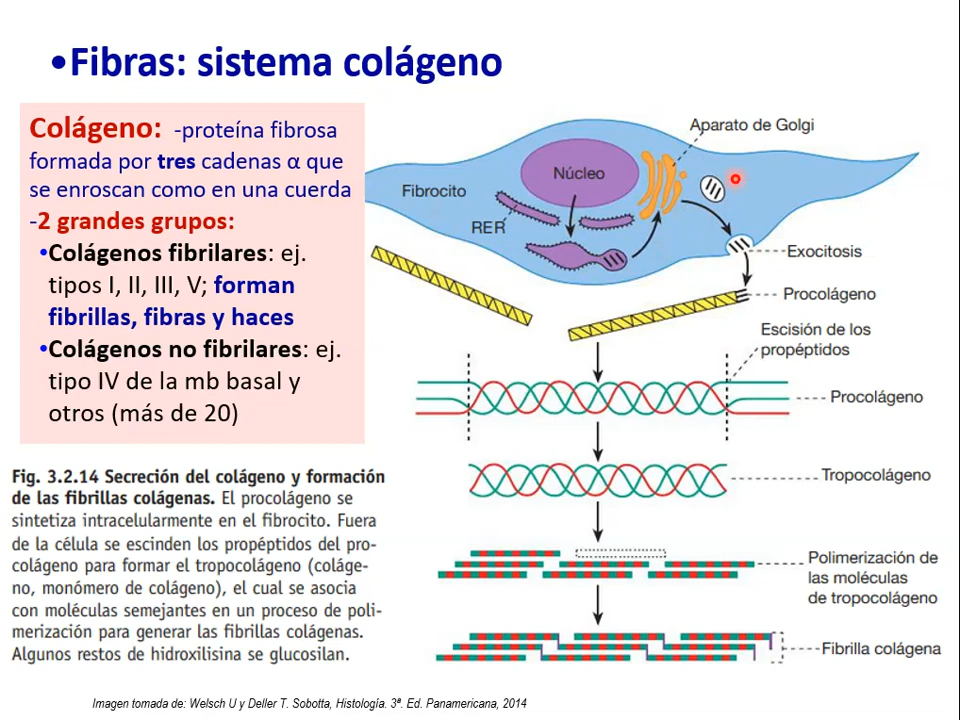 •Fibras: sistema colágeno
Colágeno: -proteína fibrosa
formada por tres cadenas α que
se enroscan como en una cuerda
-2 grandes grupos:
•Colágenos fibrilares: ej.
tipos I, II, III, V; forman
fibrillas, fibras y haces
•Colágenos no fibrilares: ej.
tipo IV de la mb basal y
otros (más de 20)
Fig. 3.2.14 Secreción del colágeno y formación
de las fibrillas colágenas. El procolágeno se
sintetiza intracelularmente en el fibrocito. Fuera
de la célula se escinden los propéptidos del pro-
colágeno para formar el tropocolágeno (coláge-
no, monómero de colágeno), el cual se asocia
con moléculas semejantes en un proceso de poli-
merización para generar las fibrillas colágenas.
Algunos restos de hidroxilisina se glucosilan.
Aparato de Golgi
Núcleo
Fibrocito
RER
Exocitosis
Procolágeno
Escisión de los
propéptidos
Procolágeno
Tropocolágeno
Polimerización de
las moléculas
de tropocolágeno
Fibrilla colágena
Imagen tomada de: Welsch U y Deller T. Sobotta, Histología. 3ª. Ed. Panamericana, 2014